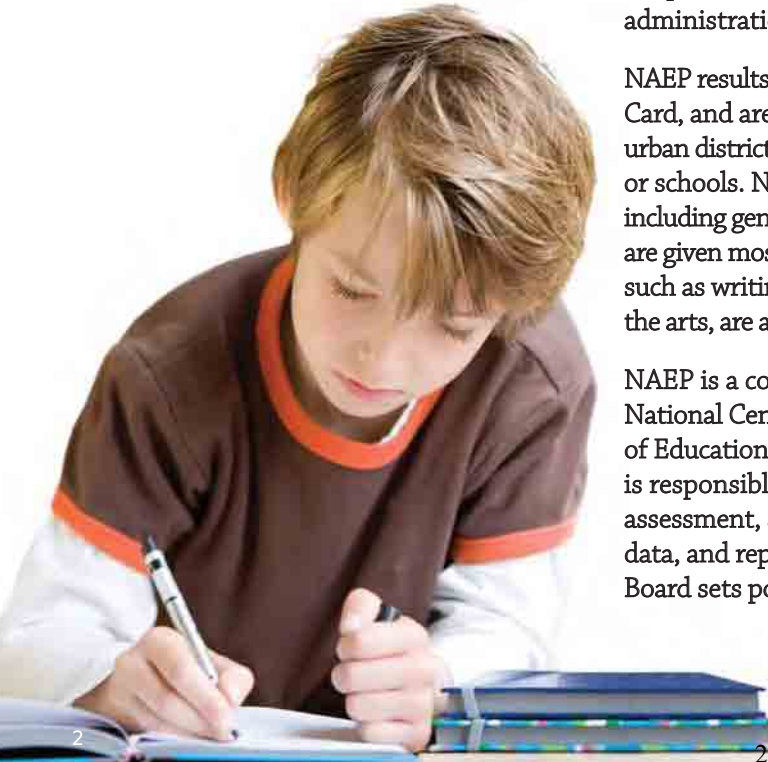 administrati
NAEP results
Card, and are
urban district
or schools. N
including gen
are given mos
such as writin
the arts, are a
NAEP is a co
National Cen
of Education
is responsibl
assessment,
data, and rep
Board sets po
2
2